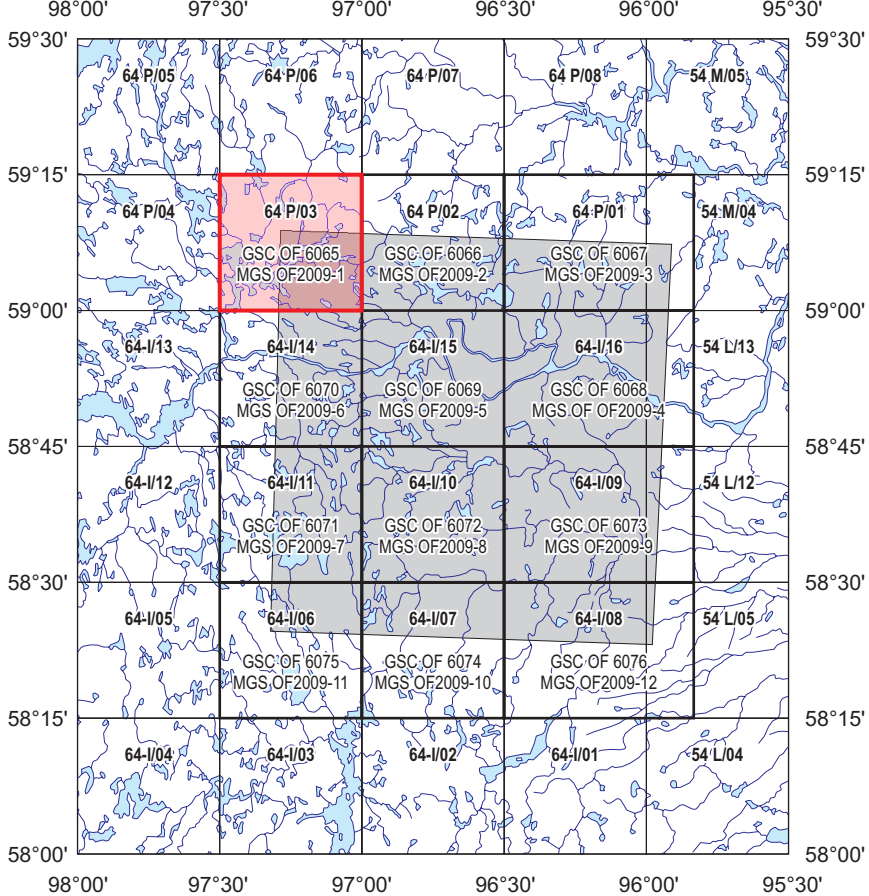 98°00' 97°30' 97°00' 96°30' 96°00' 95°30'
59°30' 59°30'
64 P/05 64 P/06 64 P/07 64 P/08 54 M/05
59°15' 59°15'
64 P/04 64 P/03 64 P/02 64 P/01 54 M/04
GSC OF 6065 GSC OF 6066 GSC OF 6067
MGS OF2009-1 MGS OF2009-2 MGS OF2009-3
59°00' 59°00'
64-I/13 64-I/14 64-I/15 64-I/16 54 L/13
GSC OF 6070 GSC OF 6069 GSC OF 6068
MGS OF2009-6 MGS OF2009-5 MGS OF OF2009-4
58°45' 58°45'
64-I/12 64-I/11 64-I/10 64-I/09 54 L/12
GSC OF 6071 GSC OF 6072 GSC OF 6073
MGS OF2009-7 MGS OF2009-8 MGS OF2009-9
58°30' 58°30'
64-I/05 64-I/06 64-I/07 64-I/08 54 L/05
GSC OF 6075 GSC OF 6074 GSC OF 6076
MGS OF2009-11 MGS OF2009-10 MGS OF2009-12
58°15' 58°15'
64-I/04 64-I/03 64-I/02 64-I/01 54 L/04
58°00' 58°00'
98°00' 97°30' 97°00' 96°30' 96°00' 95°30'